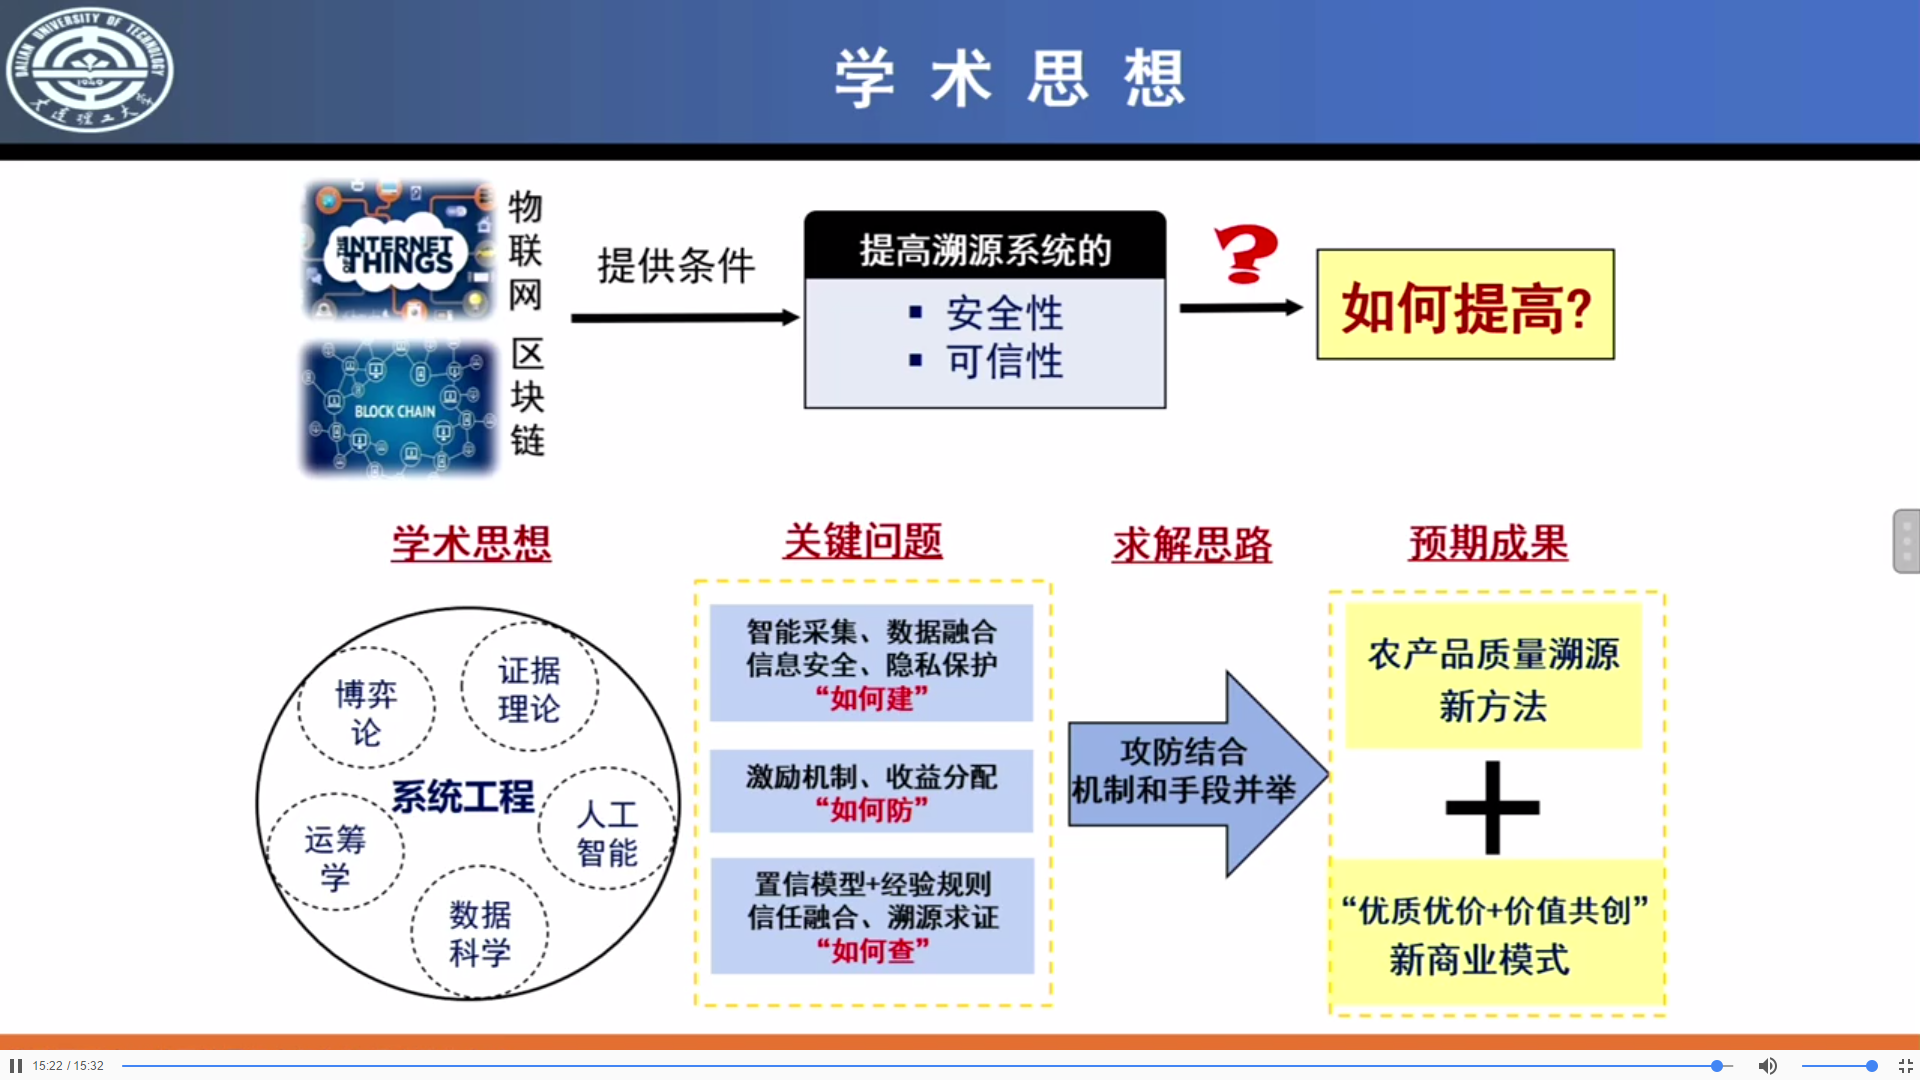 DALIAN UNIVERSITY OF TECHNOLOGY
1949
大连理工大学
学术思想
THE INTERNET OF THINGS
物联网
BLOCK CHAIN
区块链
提供条件
提高溯源系统的
▪ 安全性
▪ 可信性
?
如何提高?
学术思想
关键问题
求解思路
预期成果
博弈
论
证据
理论
系统工程
运筹
学
人工
智能
数据
科学
智能采集、数据融合
信息安全、隐私保护
“如何建”
激励机制、收益分配
“如何防”
置信模型+经验规则
信任融合、溯源求证
“如何查”
攻防结合
机制和手段并举
农产品质量溯源
新方法
+
“优质优价+价值共创”
新商业模式
15:22 / 15:32